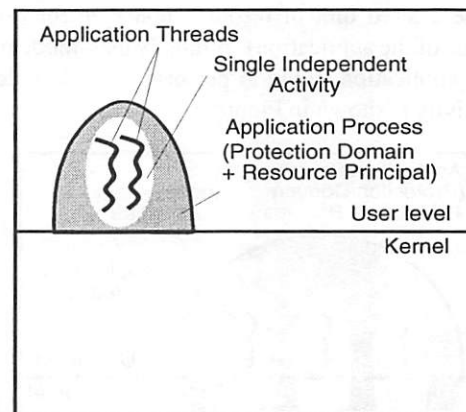 Application Threads
Single Independent
Activity
Application Process
(Protection Domain
+ Resource Principal)
User level
Kernel